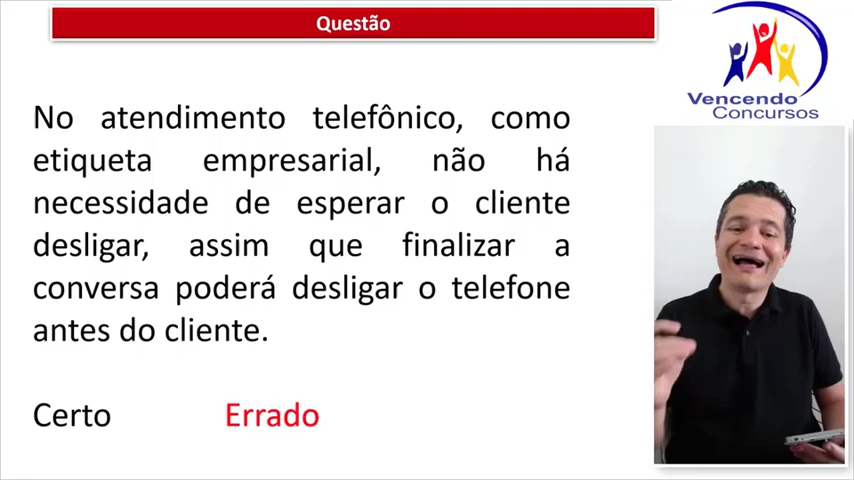 Questão
Vencendo
Concursos
No atendimento telefônico, como
etiqueta empresarial, não há
necessidade de esperar o cliente
desligar, assim que finalizar a
conversa poderá desligar o telefone
antes do cliente.
Certo Errado